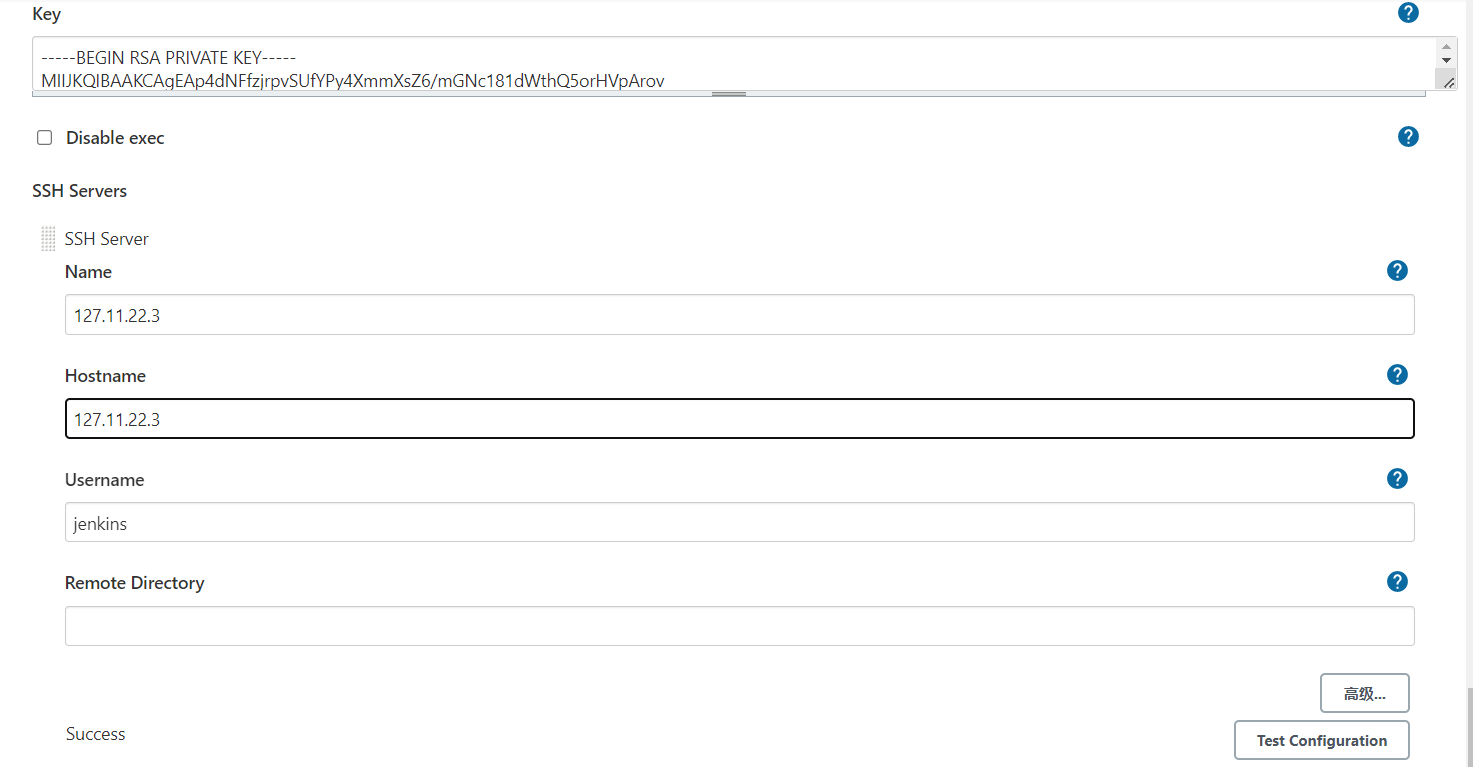 Key
-----BEGIN RSA PRIVATE KEY-----
MIIJKQIBAAKCAgEAp4dNFfzjrpvSUfYPy4XmmXsZ6/mGNc181dWthQ5orHVpArov
Disable exec
SSH Servers
SSH Server
Name
127.11.22.3
Hostname
127.11.22.3
Username
jenkins
Remote Directory
高级...
Success
Test Configuration